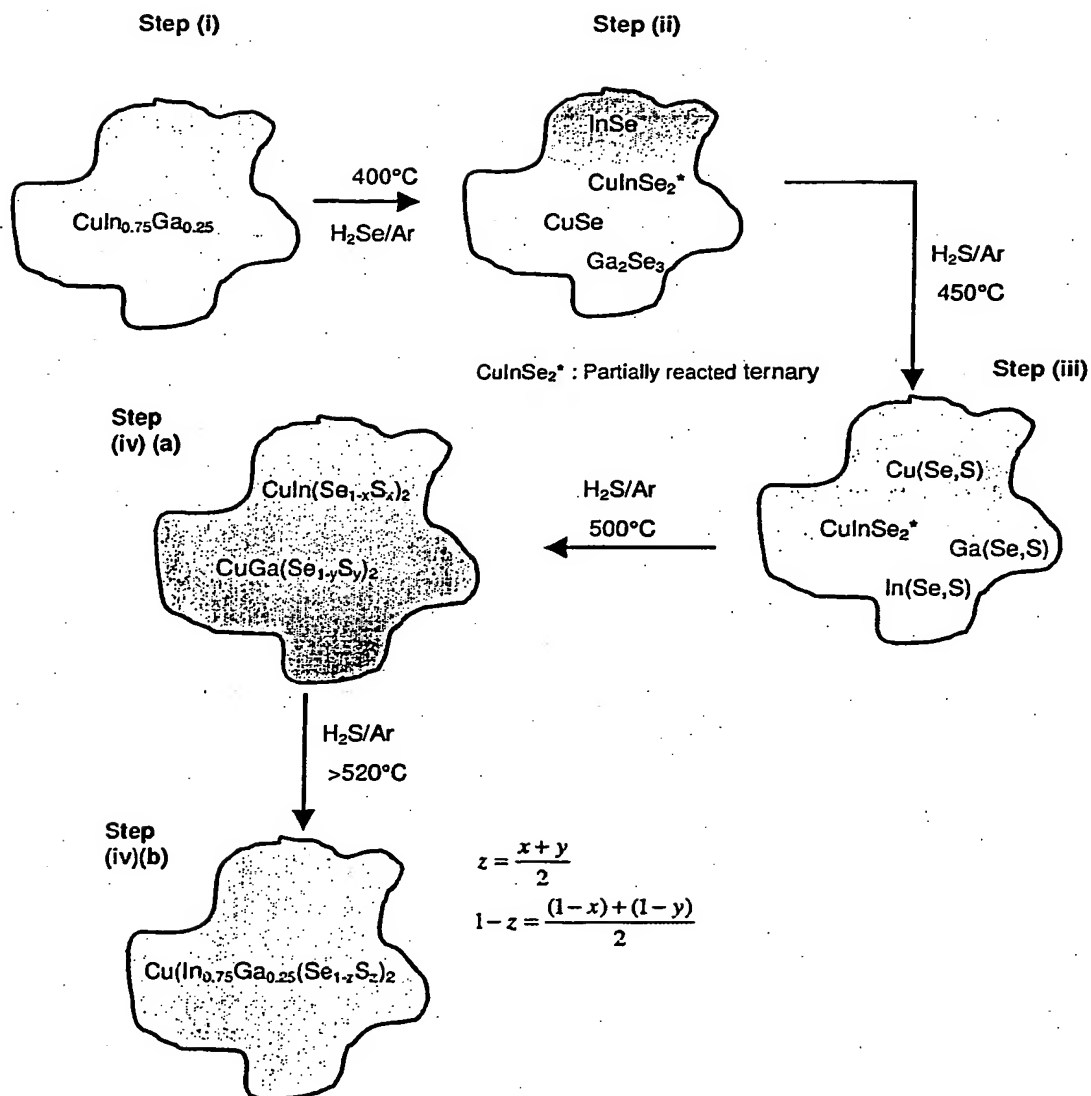 Step (i)
Step (ii)
CuIn₀.₇₅Ga₀.₂₅
400°C
H₂Se/Ar
InSe
CuInSe₂*
CuSe
Ga₂Se₃
H₂S/Ar
450°C
CuInSe₂* : Partially reacted ternary
Step (iii)
Cu(Se,S)
CuInSe₂*
Ga(Se,S)
In(Se,S)
H₂S/Ar
500°C
Step
(iv) (a)
CuIn(Se₁₋ₓSₓ)₂
CuGa(Se₁₋yS_y)₂
H₂S/Ar
>520°C
Step
(iv)(b)
Cu(In₀.₇₅Ga₀.₂₅(Se₁₋zS_z)₂
z = (x + y)/2
1 − z = ((1 − x) + (1 − y))/2